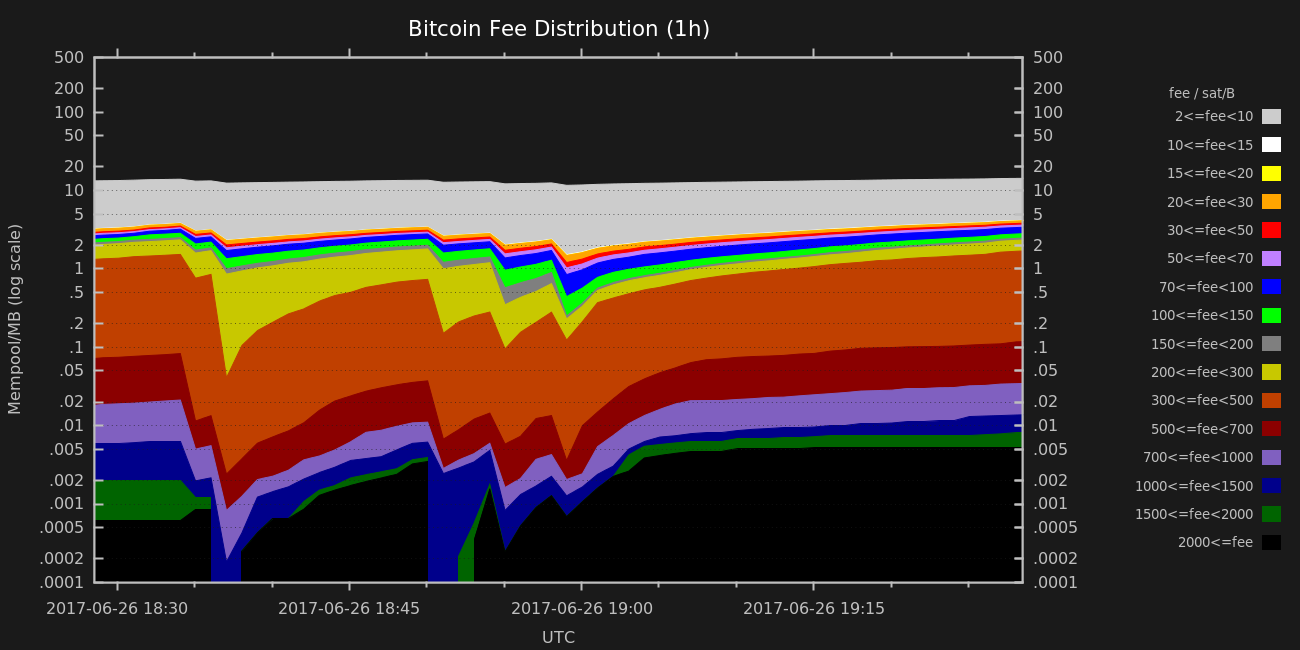 Bitcoin Fee Distribution (1h)
Mempool/MB (log scale)
500
200
100
50
20
10
5
2
1
.5
.2
.1
.05
.02
.01
.005
.002
.001
.0005
.0002
.0001
500
200
100
50
20
10
5
2
1
.5
.2
.1
.05
.02
.01
.005
.002
.001
.0005
.0002
.0001
2017-06-26 18:30 2017-06-26 18:45 2017-06-26 19:00 2017-06-26 19:15
UTC
fee / sat/B
2<=fee<10
10<=fee<15
15<=fee<20
20<=fee<30
30<=fee<50
50<=fee<70
70<=fee<100
100<=fee<150
150<=fee<200
200<=fee<300
300<=fee<500
500<=fee<700
700<=fee<1000
1000<=fee<1500
1500<=fee<2000
2000<=fee